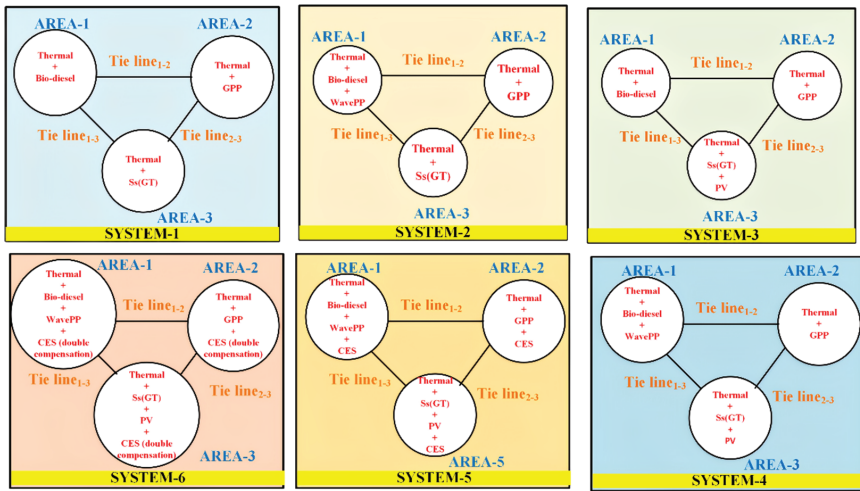 AREA-1
AREA-2
Thermal
+
Bio-diesel
Tie line1-2
Thermal
+
GPP
Tie line1-3
Tie line2-3
Thermal
+
Ss(GT)
AREA-3
SYSTEM-1
AREA-1
AREA-2
Thermal
+
Bio-diesel
+
WavePP
Tie line1-2
Thermal
+
GPP
Tie line1-3
Tie line2-3
Thermal
+
Ss(GT)
AREA-3
SYSTEM-2
AREA-1
AREA-2
Thermal
+
Bio-diesel
Tie line1-2
Thermal
+
GPP
Tie line1-3
Tie line2-3
Thermal
+
Ss(GT)
+
PV
AREA-3
SYSTEM-3
AREA-1
AREA-2
Thermal
+
Bio-diesel
+
WavePP
+
CES (double
compensation)
Tie line1-2
Thermal
+
GPP
+
CES (double
compensation)
Tie line1-3
Tie line2-3
Thermal
+
Ss(GT)
+
PV
+
CES (double
compensation)
AREA-3
SYSTEM-6
AREA-1
AREA-2
Thermal
+
Bio-diesel
+
WavePP
+
CES
Tie line1-2
Thermal
+
GPP
+
CES
Tie line1-3
Tie line2-3
Thermal
+
Ss(GT)
+
PV
+
CES
AREA-5
SYSTEM-5
AREA-1
AREA-2
Thermal
+
Bio-diesel
+
WavePP
Tie line1-2
Thermal
+
GPP
Tie line1-3
Tie line2-3
Thermal
+
Ss(GT)
+
PV
AREA-3
SYSTEM-4